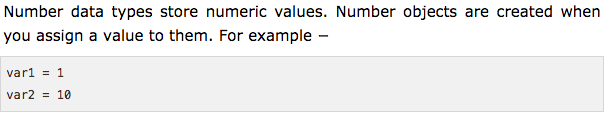 Number data types store numeric values. Number objects are created when
you assign a value to them. For example −
var1 = 1
var2 = 10